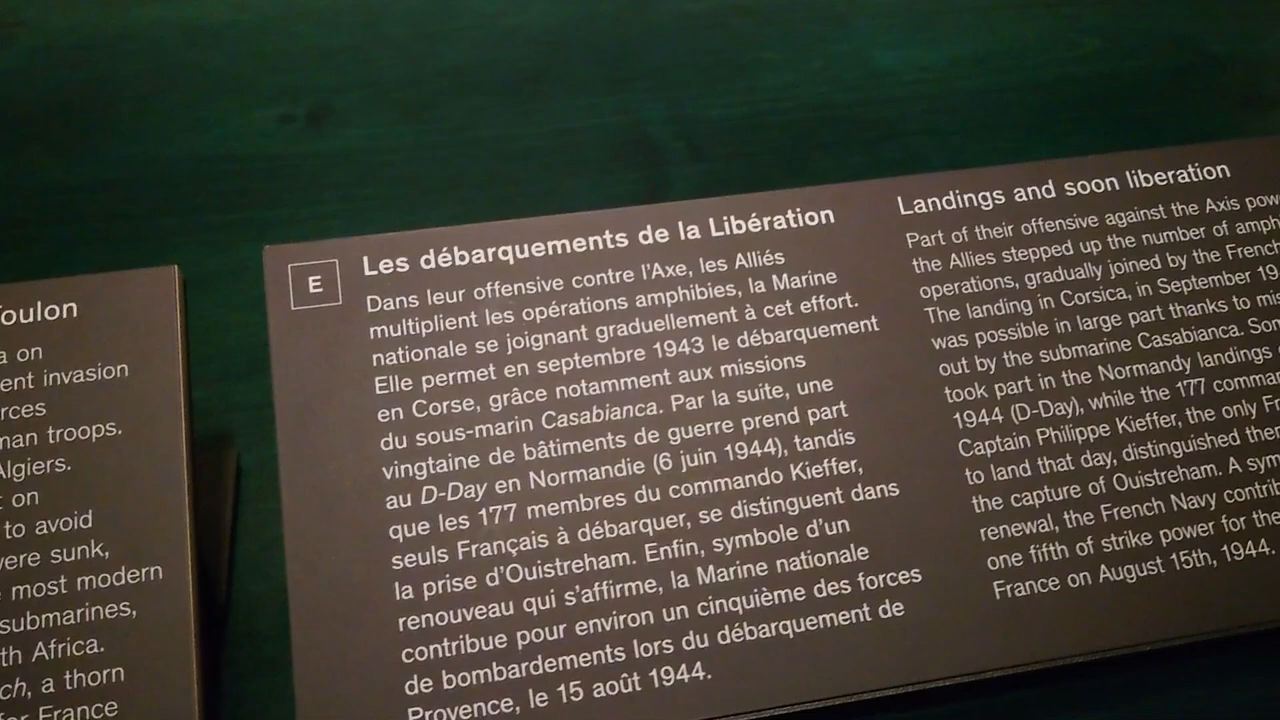 oulon
a on
ent invasion
rces
man troops.
Algiers.
t on
to avoid
were sunk,
most modern
submarines,
th Africa.
ch, a thorn
for France
E
Les débarquements de la Libération
Dans leur offensive contre l'Axe, les Alliés
multiplient les opérations amphibies, la Marine
nationale se joignant graduellement à cet effort.
Elle permet en septembre 1943 le débarquement
en Corse, grâce notamment aux missions
du sous-marin Casabianca. Par la suite, une
vingtaine de bâtiments de guerre prend part
au D-Day en Normandie (6 juin 1944), tandis
que les 177 membres du commando Kieffer,
seuls Français à débarquer, se distinguent dans
la prise d'Ouistreham. Enfin, symbole d'un
renouveau qui s'affirme, la Marine nationale
contribue pour environ un cinquième des forces
de bombardements lors du débarquement de
Provence, le 15 août 1944.
Landings and soon liberation
Part of their offensive against the Axis pow
the Allies stepped up the number of amph
operations, gradually joined by the French
The landing in Corsica, in September 19
was possible in large part thanks to mi
out by the submarine Casabianca. Som
took part in the Normandy landings
1944 (D-Day), while the 177 comman
Captain Philippe Kieffer, the only Fr
to land that day, distinguished them
the capture of Ouistreham. A sym
renewal, the French Navy contrib
one fifth of strike power for the
France on August 15th, 1944.